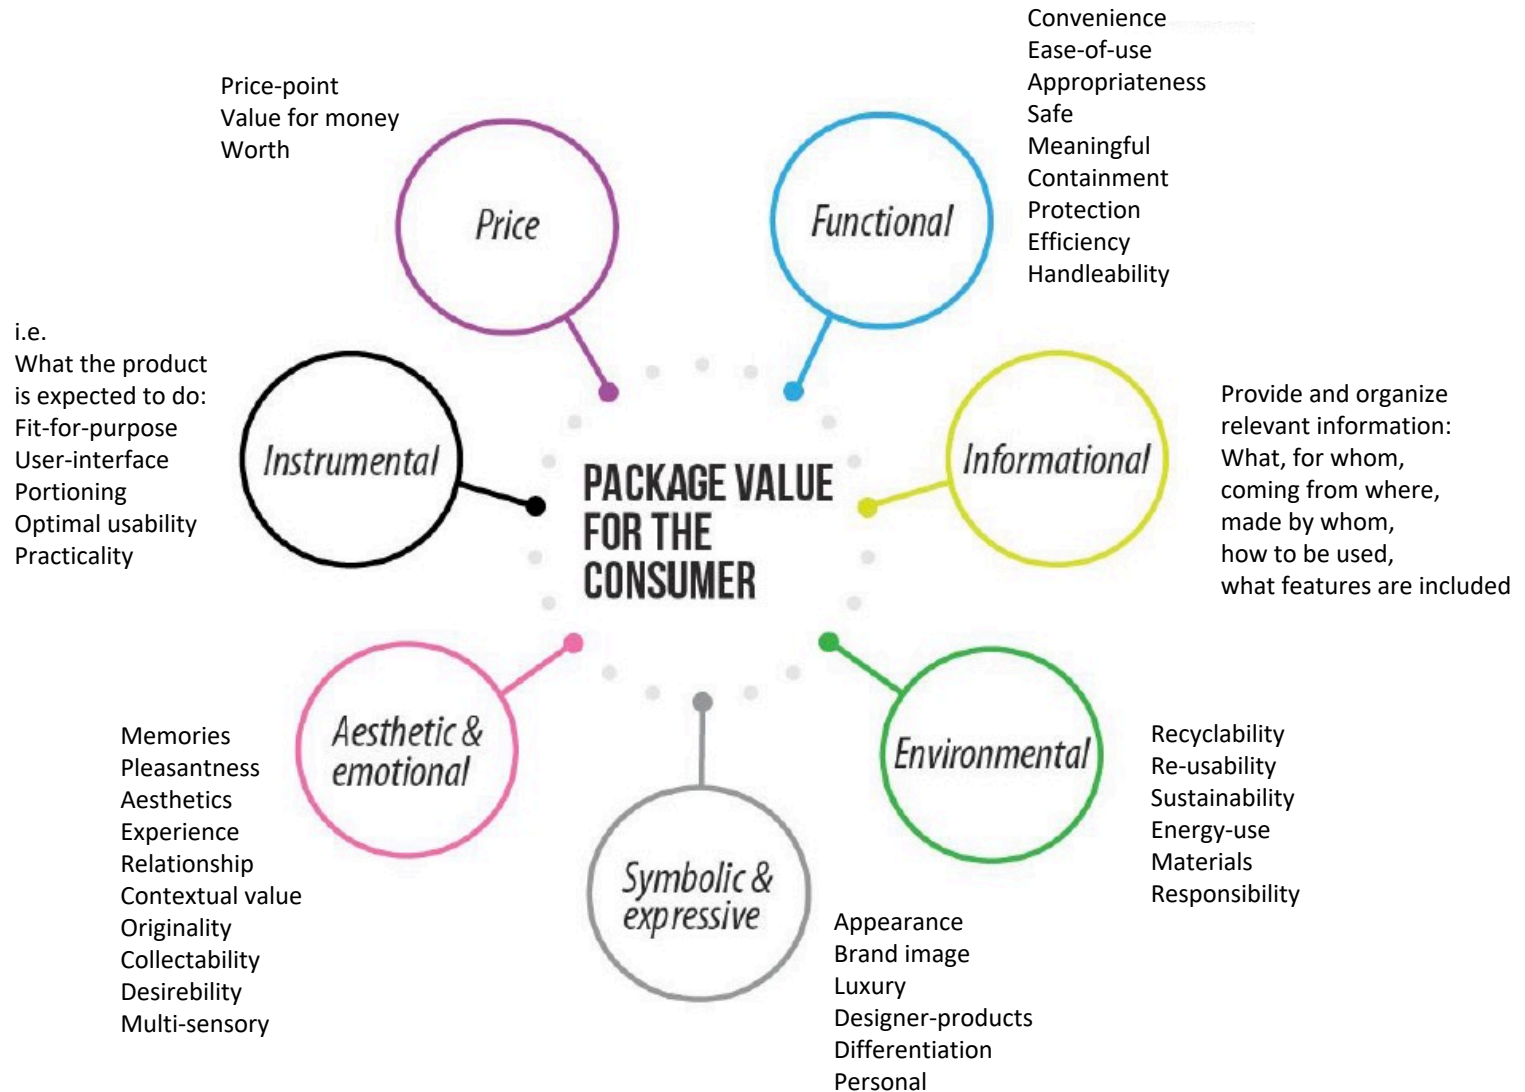 Price-point
Value for money
Worth
Price
Convenience
Ease-of-use
Appropriateness
Safe
Meaningful
Containment
Protection
Efficiency
Handleability
Functional
i.e.
What the product
is expected to do:
Fit-for-purpose
User-interface
Portioning
Optimal usability
Practicality
Instrumental
PACKAGE VALUE
FOR THE
CONSUMER
Informational
Provide and organize
relevant information:
What, for whom,
coming from where,
made by whom,
how to be used,
what features are included
Memories
Pleasantness
Aesthetics
Experience
Relationship
Contextual value
Originality
Collectability
Desirebility
Multi-sensory
Aesthetic &
emotional
Symbolic &
expressive
Appearance
Brand image
Luxury
Designer-products
Differentiation
Personal
Environmental
Recyclability
Re-usability
Sustainability
Energy-use
Materials
Responsibility